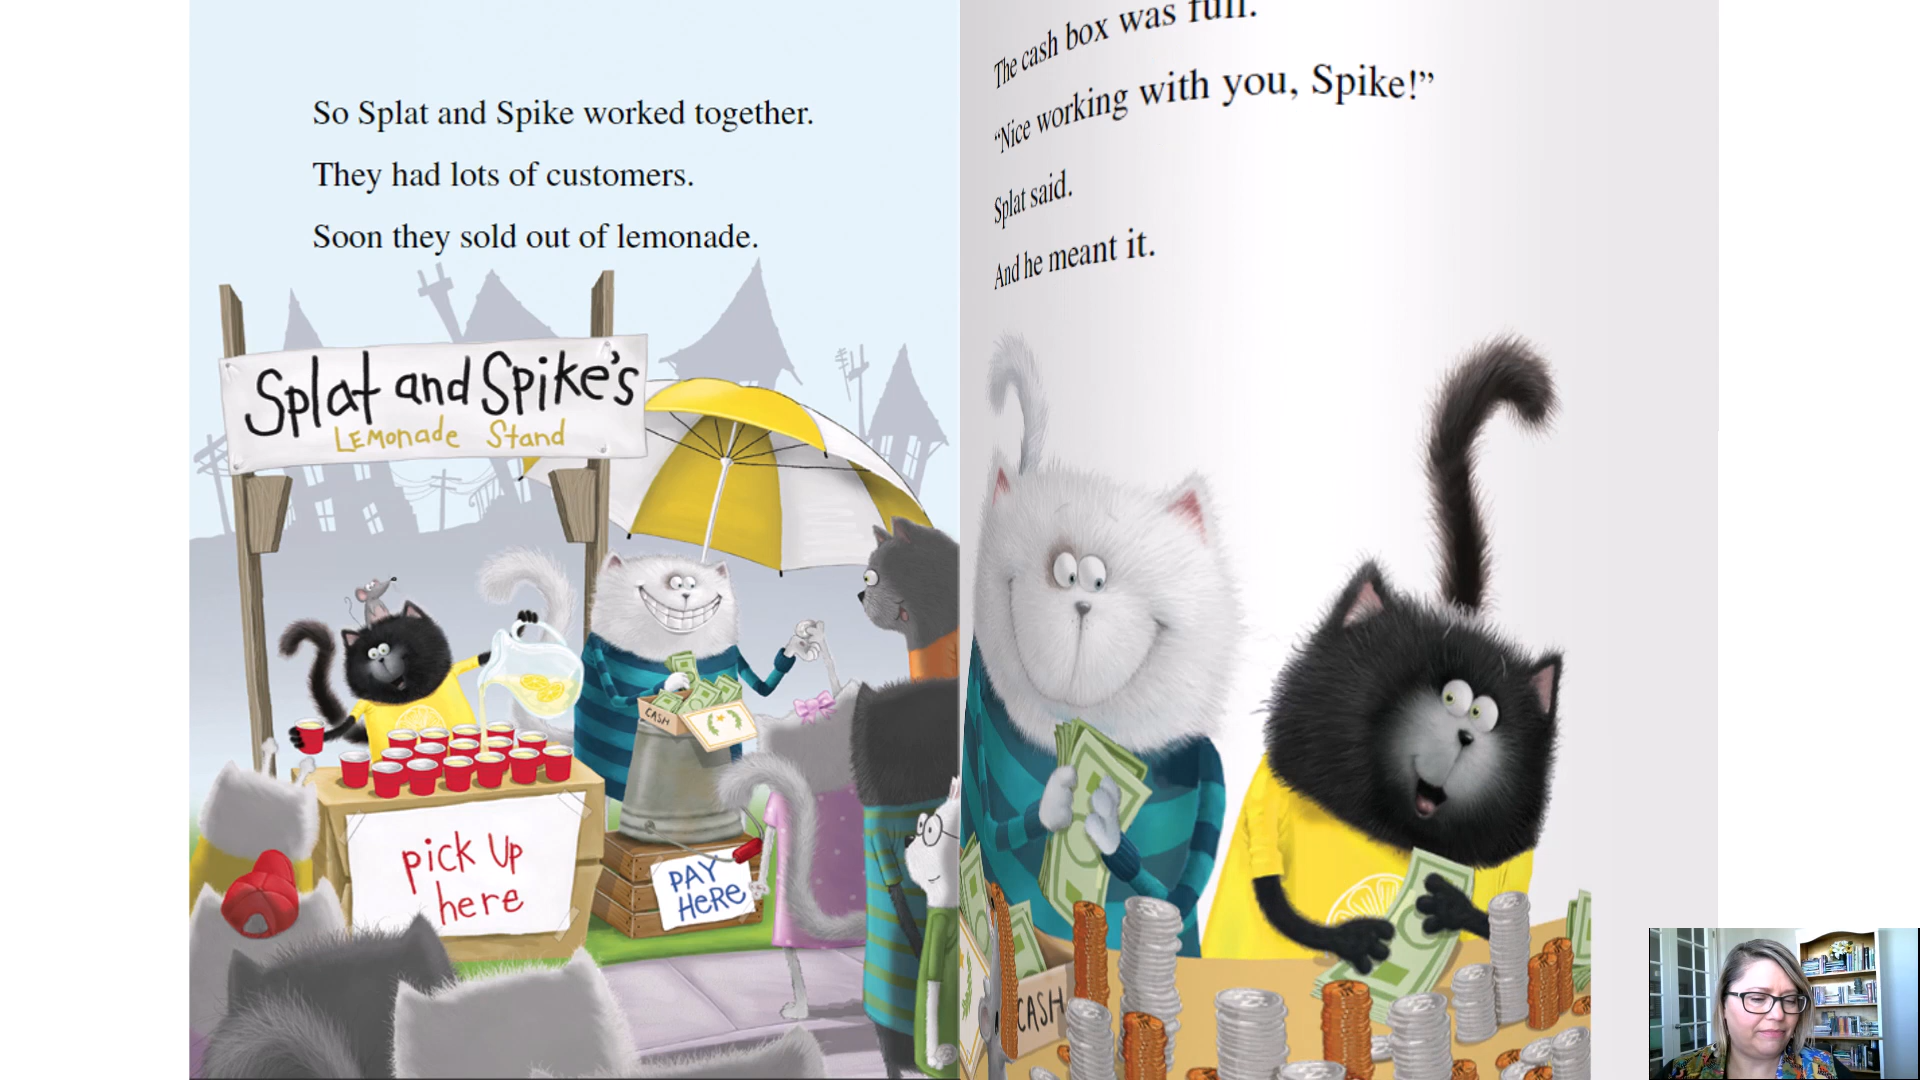 So Splat and Spike worked together.
They had lots of customers.
Soon they sold out of lemonade.
Splat and Spike's
LEMonade Stand
CASH
pick Up
here
PAY
HeRe
The cash box was full.
“Nice working with you, Spike!”
Splat said.
And he meant it.
CASH